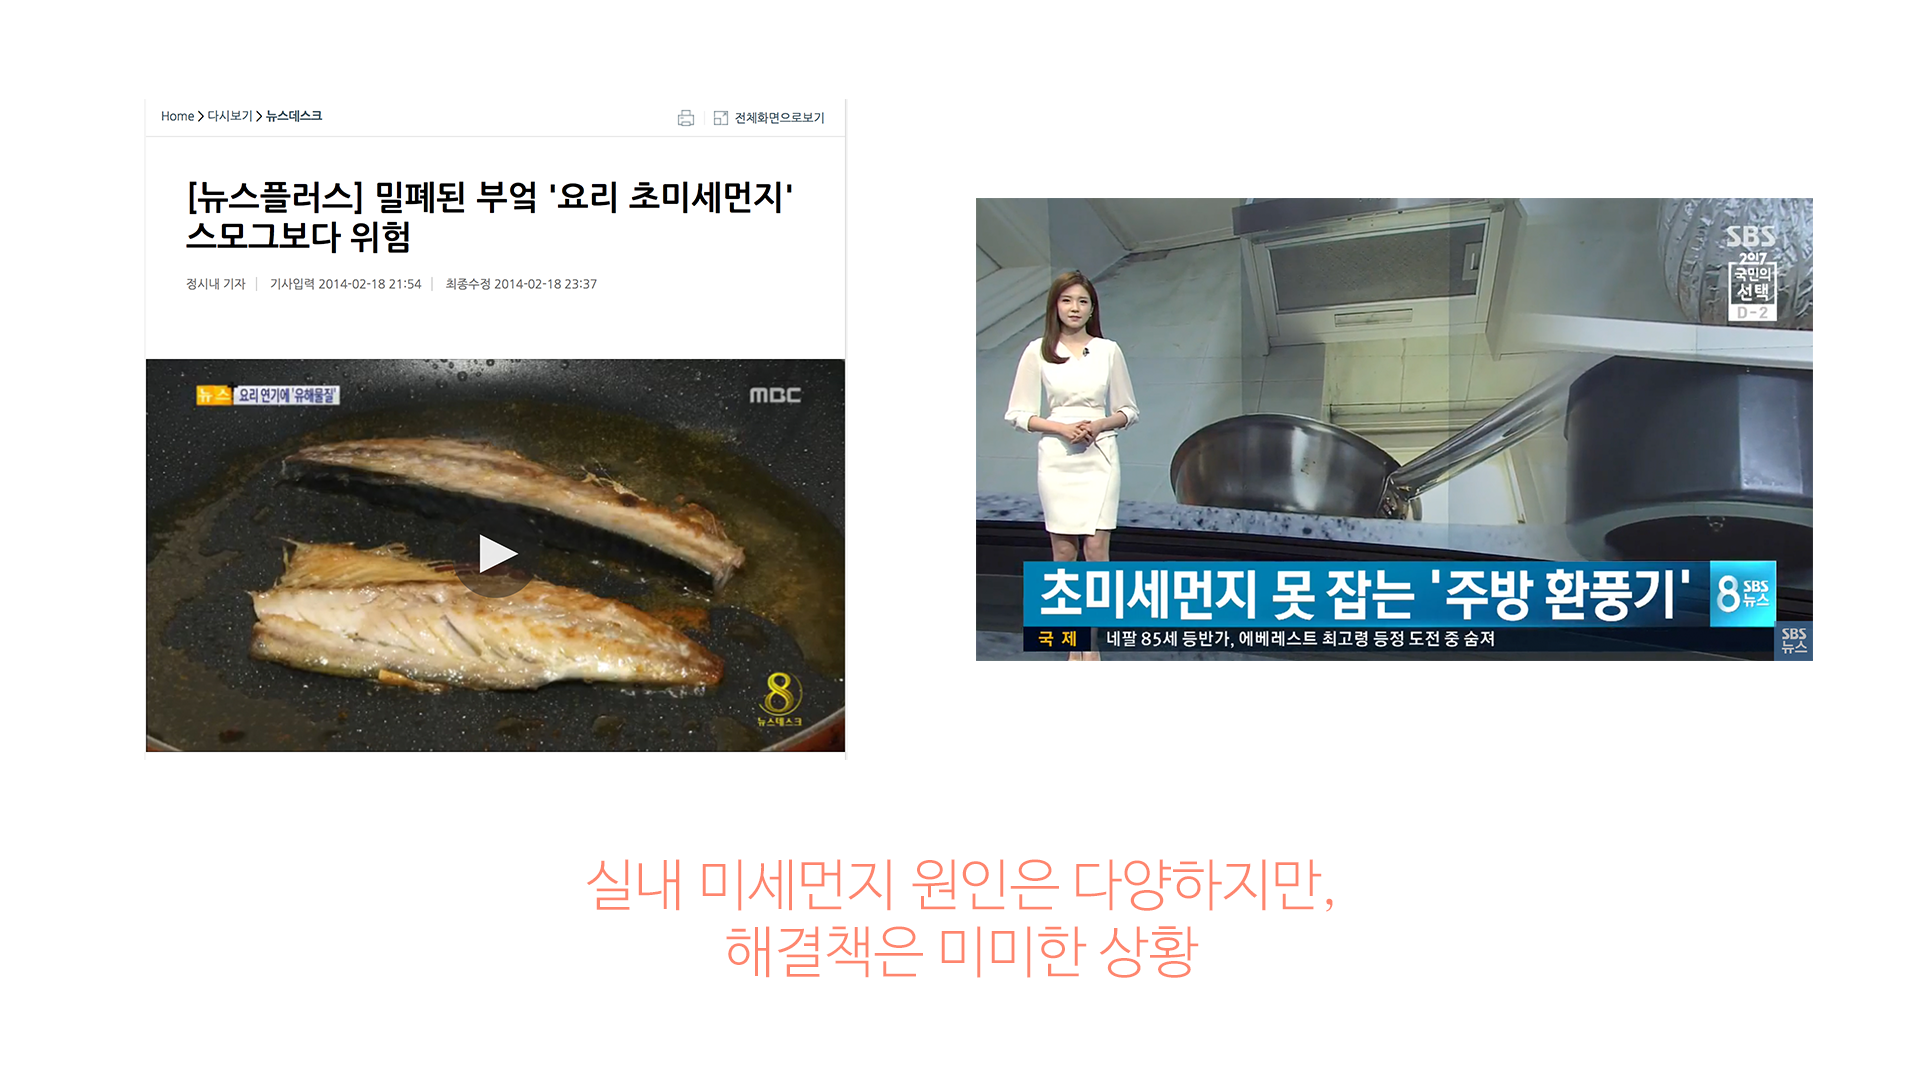 Home > 다시보기 > 뉴스데스크
전체화면으로보기
[뉴스플러스] 밀폐된 부엌 '요리 초미세먼지'
스모그보다 위험
정시내 기자 | 기사입력 2014-02-18 21:54 | 최종수정 2014-02-18 23:37
뉴스 요리 연기에 '유해물질'
MBC
8
뉴스데스크
SBS
2017
국민의
선택
D-2
초미세먼지 못 잡는 '주방 환풍기'
8 SBS 뉴스
국제 네팔 85세 등반가, 에베레스트 최고령 등정 도전 중 숨져
SBS
뉴스
실내 미세먼지 원인은 다양하지만,
해결책은 미미한 상황